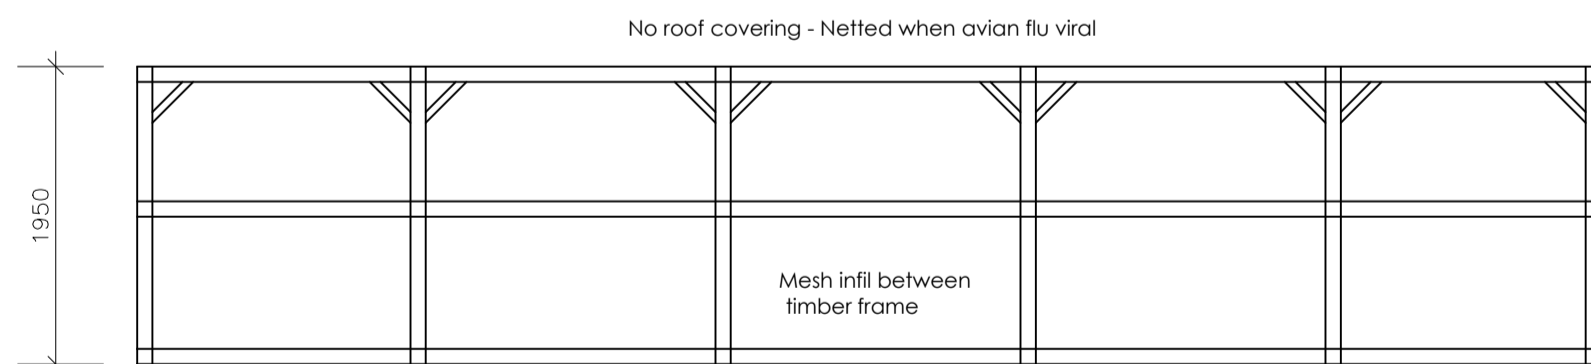 No roof covering - Netted when avian flu viral
1950
Mesh infil between
timber frame